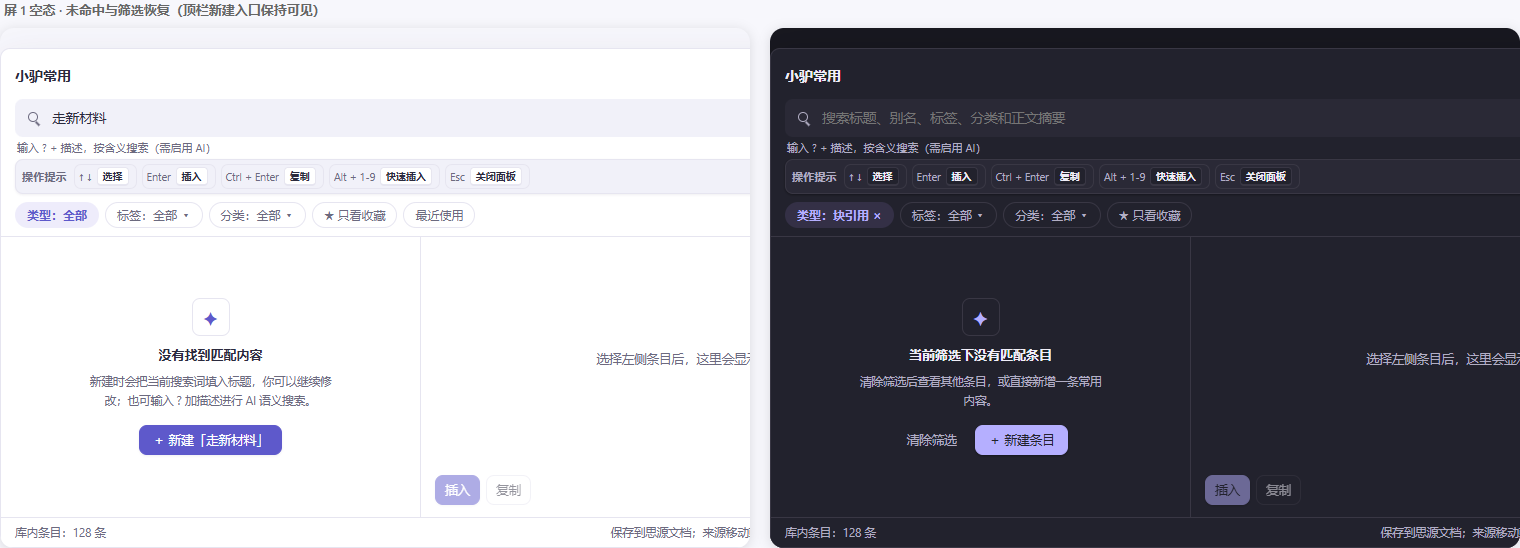 屏 1 空态 · 未命中与筛选恢复（顶栏新建入口保持可见）
小驴常用
走新材料
输入 ? + 描述，按含义搜索（需启用 AI）
操作提示 ↑ ↓ 选择 Enter 插入 Ctrl + Enter 复制 Alt + 1-9 快速插入 Esc 关闭面板
类型：全部 标签：全部 ▾ 分类：全部 ▾ ★ 只看收藏 最近使用
没有找到匹配内容
新建时会把当前搜索词填入标题，你可以继续修
改；也可输入 ? 加描述进行 AI 语义搜索。
+ 新建「走新材料」
选择左侧条目后，这里会显
插入 复制
库内条目：128 条
保存到思源文档；来源移动
小驴常用
搜索标题、别名、标签、分类和正文摘要
输入 ? + 描述，按含义搜索（需启用 AI）
操作提示 ↑ ↓ 选择 Enter 插入 Ctrl + Enter 复制 Alt + 1-9 快速插入 Esc 关闭面板
类型：块引用 × 标签：全部 ▾ 分类：全部 ▾ ★ 只看收藏
当前筛选下没有匹配条目
清除筛选后查看其他条目，或直接新增一条常用
内容。
清除筛选 + 新建条目
选择左侧条目后，这里会显
插入 复制
库内条目：128 条
保存到思源文档；来源移动